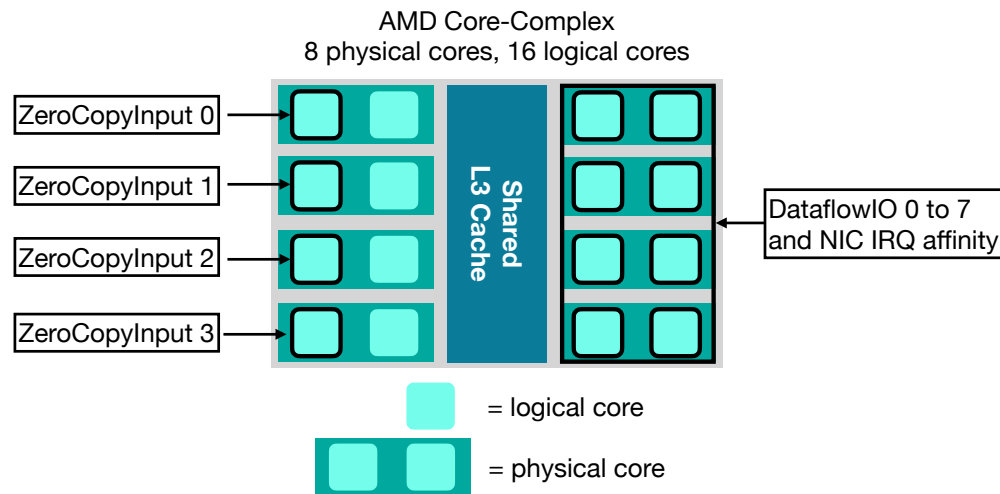 AMD Core-Complex
8 physical cores, 16 logical cores
ZeroCopyInput 0
ZeroCopyInput 1
ZeroCopyInput 2
ZeroCopyInput 3
Shared
L3 Cache
DataflowIO 0 to 7
and NIC IRQ affinity
= logical core
= physical core